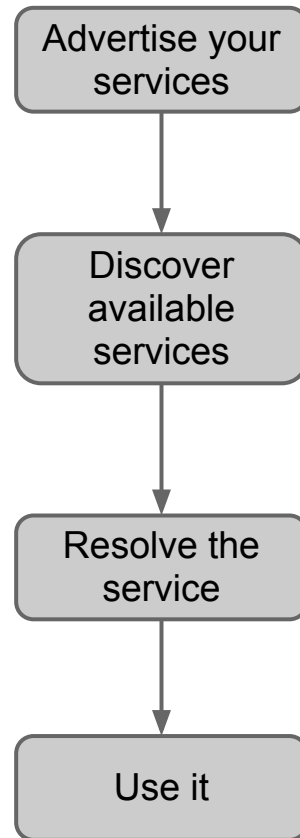 Advertise your
services
Discover
available
services
Resolve the
service
Use it